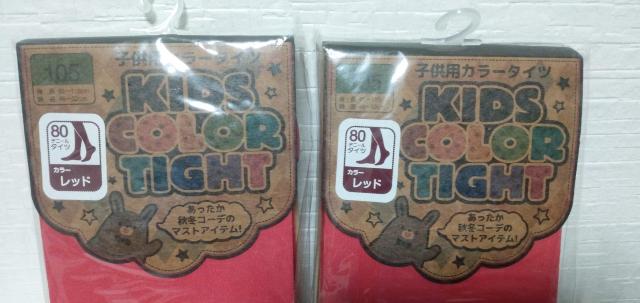 105
子供用カラータイツ
KIDS
COLOR
TIGHT
80
デニール
タイツ
カラー
レッド
あったか
秋冬コーデの
マストアイテム!
子供用カラータイツ
KIDS
COLOR
TIGHT
80
デニール
タイツ
カラー
レッド
あったか
秋冬コーデの
マストアイテム!